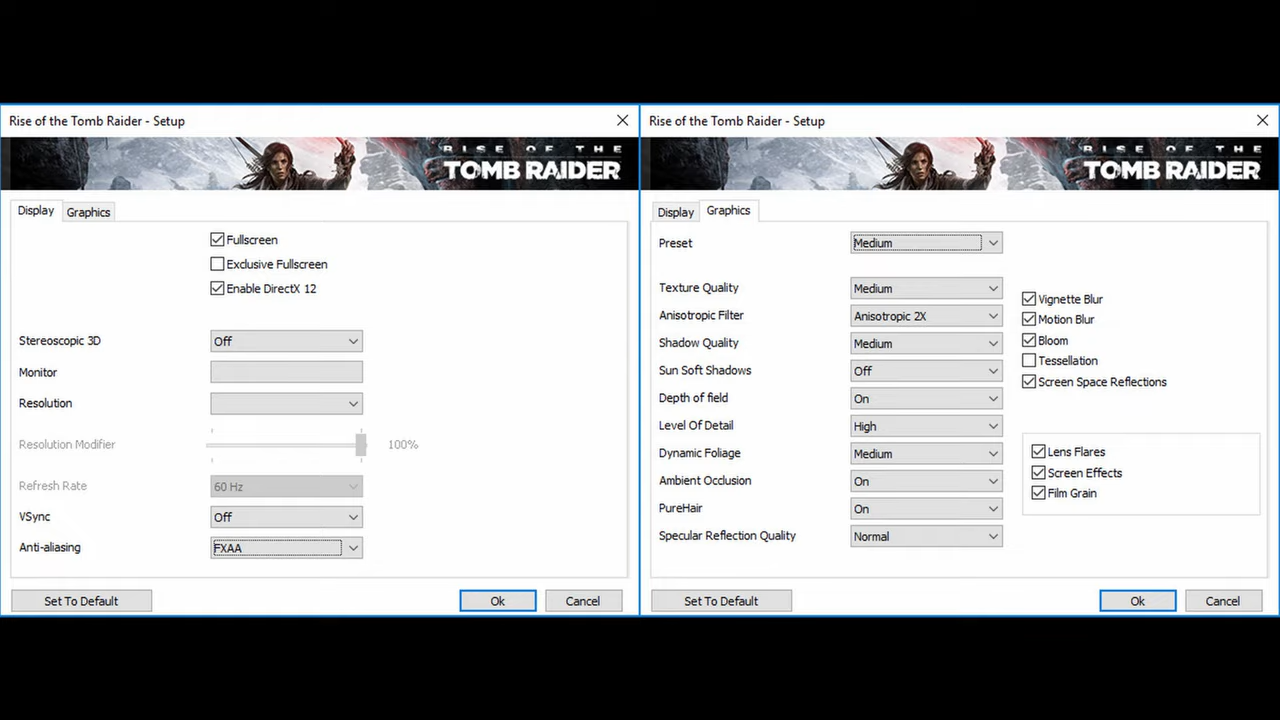 Rise of the Tomb Raider - Setup
RISE OF THE
TOMB RAIDER
Display
Graphics
Fullscreen
Exclusive Fullscreen
Enable DirectX 12
Stereoscopic 3D Off
Monitor
Resolution
Resolution Modifier 100%
Refresh Rate 60 Hz
VSync Off
Anti-aliasing FXAA
Set To Default Ok Cancel
Rise of the Tomb Raider - Setup
RISE OF THE
TOMB RAIDER
Display
Graphics
Preset Medium
Texture Quality Medium
Anisotropic Filter Anisotropic 2X
Shadow Quality Medium
Sun Soft Shadows Off
Depth of field On
Level Of Detail High
Dynamic Foliage Medium
Ambient Occlusion On
PureHair On
Specular Reflection Quality Normal
Vignette Blur
Motion Blur
Bloom
Tessellation
Screen Space Reflections
Lens Flares
Screen Effects
Film Grain
Set To Default Ok Cancel